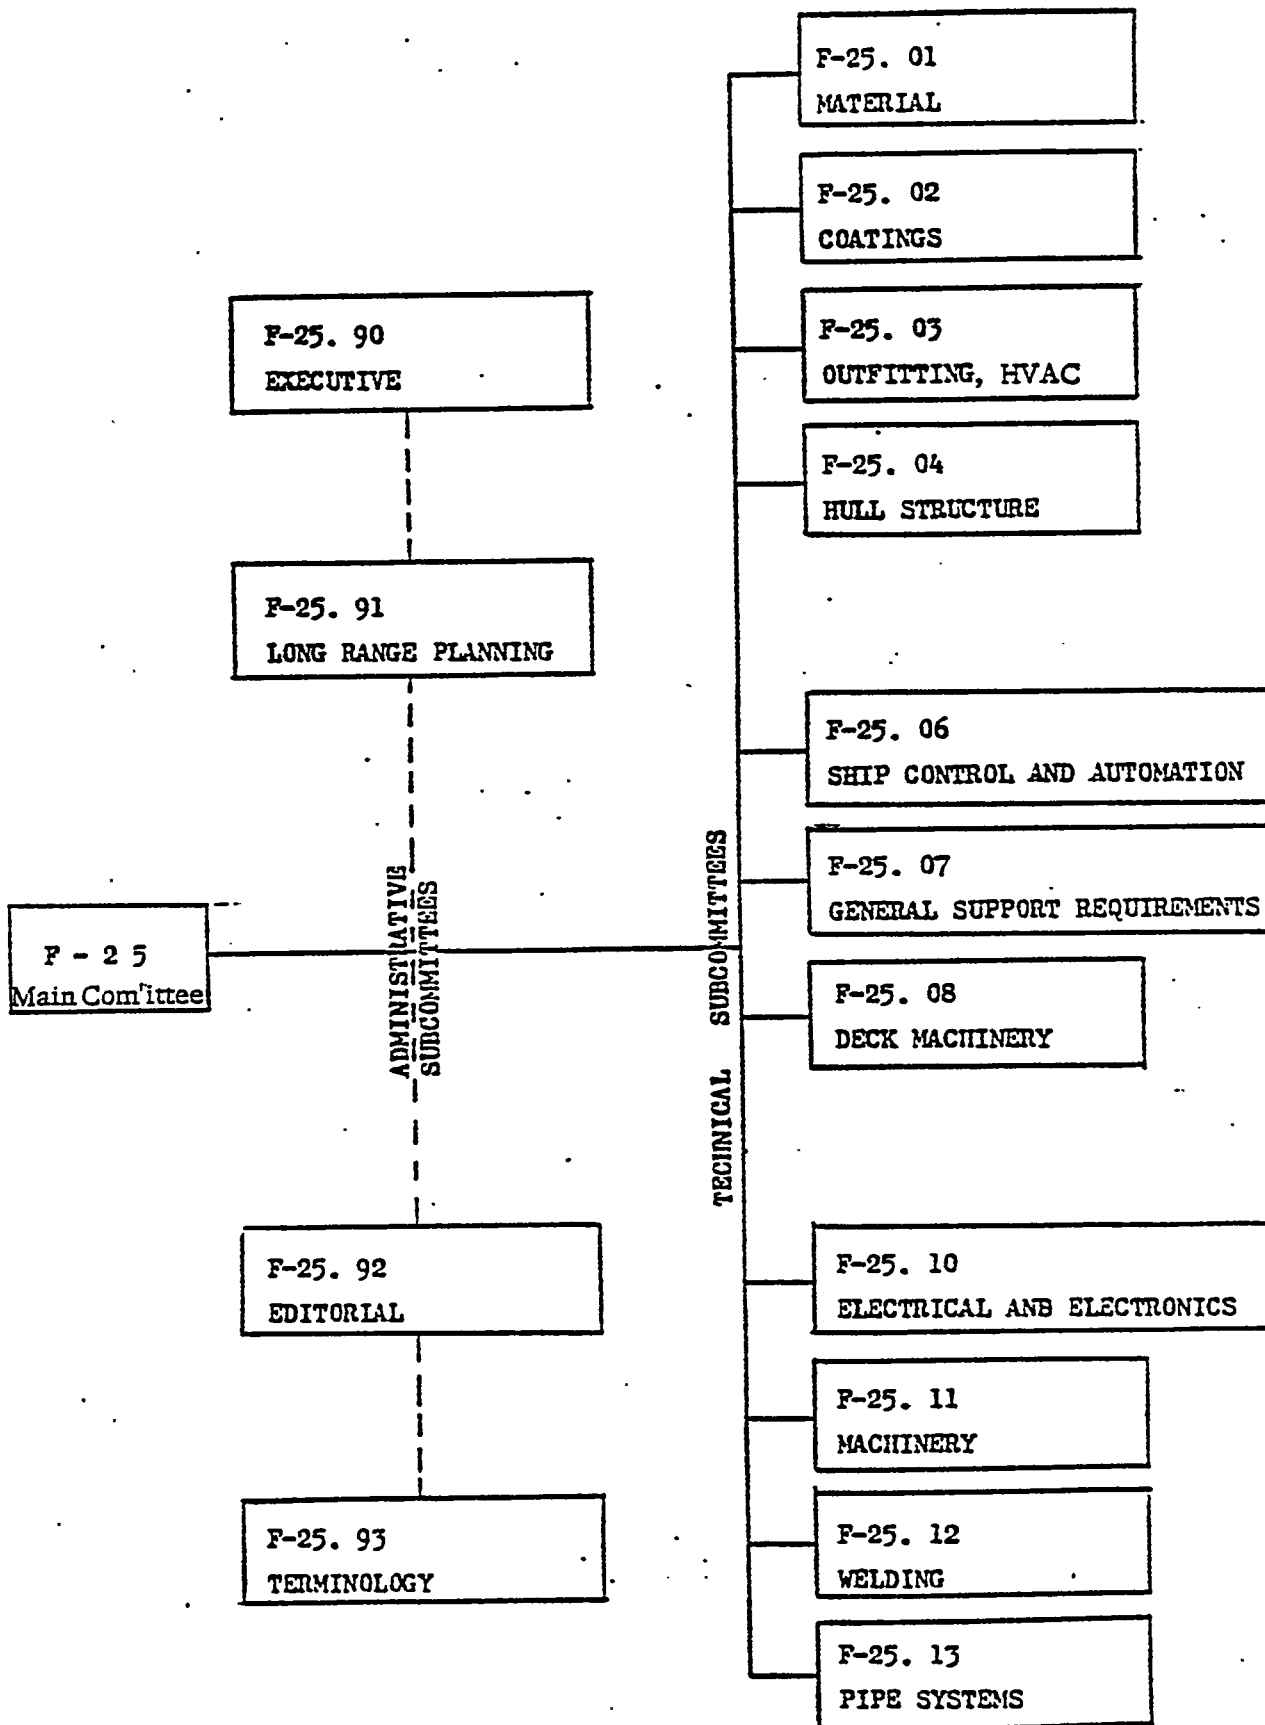 F-25. 01
MATERIAL
F-25. 02
COATINGS
F-25. 03
OUTFITTING, HVAC
F-25. 04
HULL STRUCTURE
F-25. 90
EXECUTIVE
F-25. 91
LONG RANGE PLANNING
F-25. 06
SHIP CONTROL AND AUTOMATION
F-25. 07
GENERAL SUPPORT REQUIREMENTS
F-25. 08
DECK MACHINERY
F - 2 5
Main Com'ittee
ADMINISTRATIVE
SUBCOMMITTEES
TECHNICAL SUBCOMMITTEES
F-25. 92
EDITORIAL
F-25. 93
TERMINOLOGY
F-25. 10
ELECTRICAL ANB ELECTRONICS
F-25. 11
MACHINERY
F-25. 12
WELDING
F-25. 13
PIPE SYSTEMS